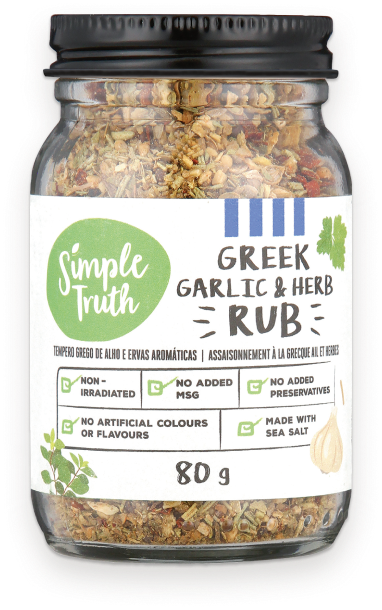 Simple
Truth
GREEK
GARLIC & HERB
RUB
TEMPERO GREGO DE ALHO E ERVAS AROMÁTICAS | ASSAISONNEMENT À LA GRECQUE AIL ET HERBES
NON-
IRRADIATED
NO ADDED
MSG
NO ADDED
PRESERVATIVES
NO ARTIFICIAL COLOURS
OR FLAVOURS
MADE WITH
SEA SALT
80 g